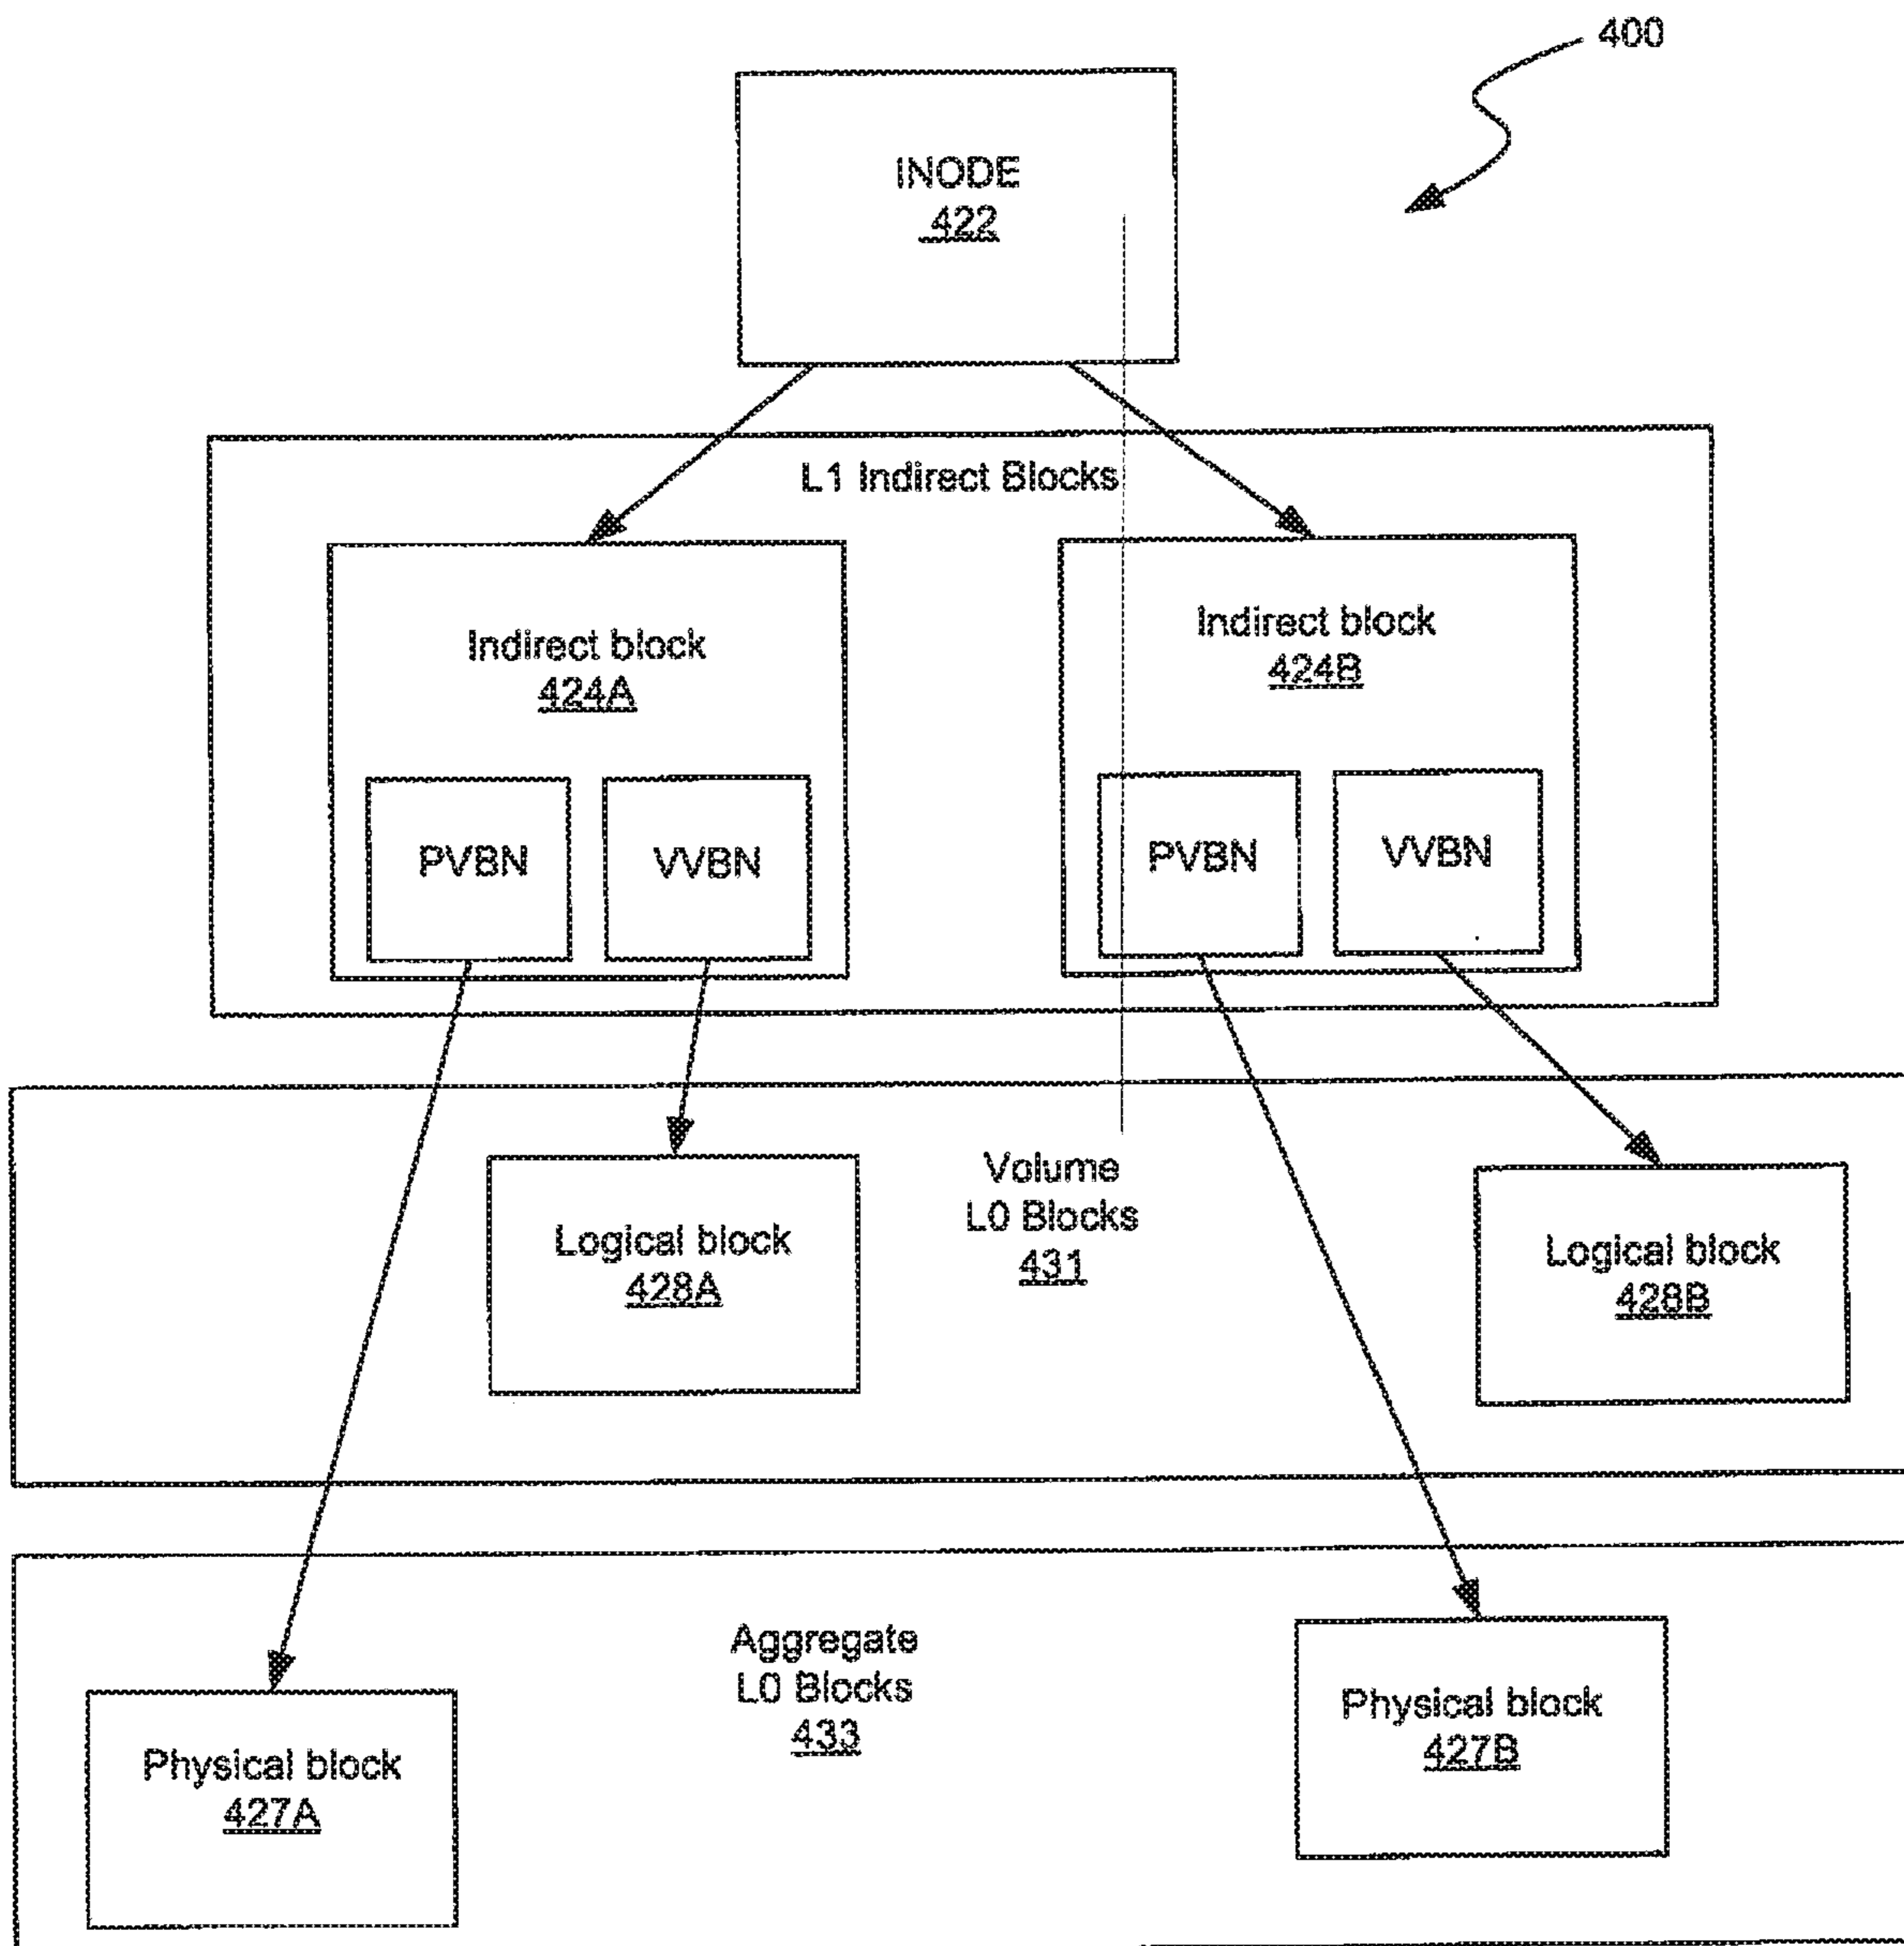 400
INODE
422
L1 Indirect Blocks
Indirect block
424A
Indirect block
424B
PVBN
VVBN
PVBN
VVBN
Volume
L0 Blocks
431
Logical block
428A
Logical block
428B
Aggregate
L0 Blocks
433
Physical block
427A
Physical block
427B